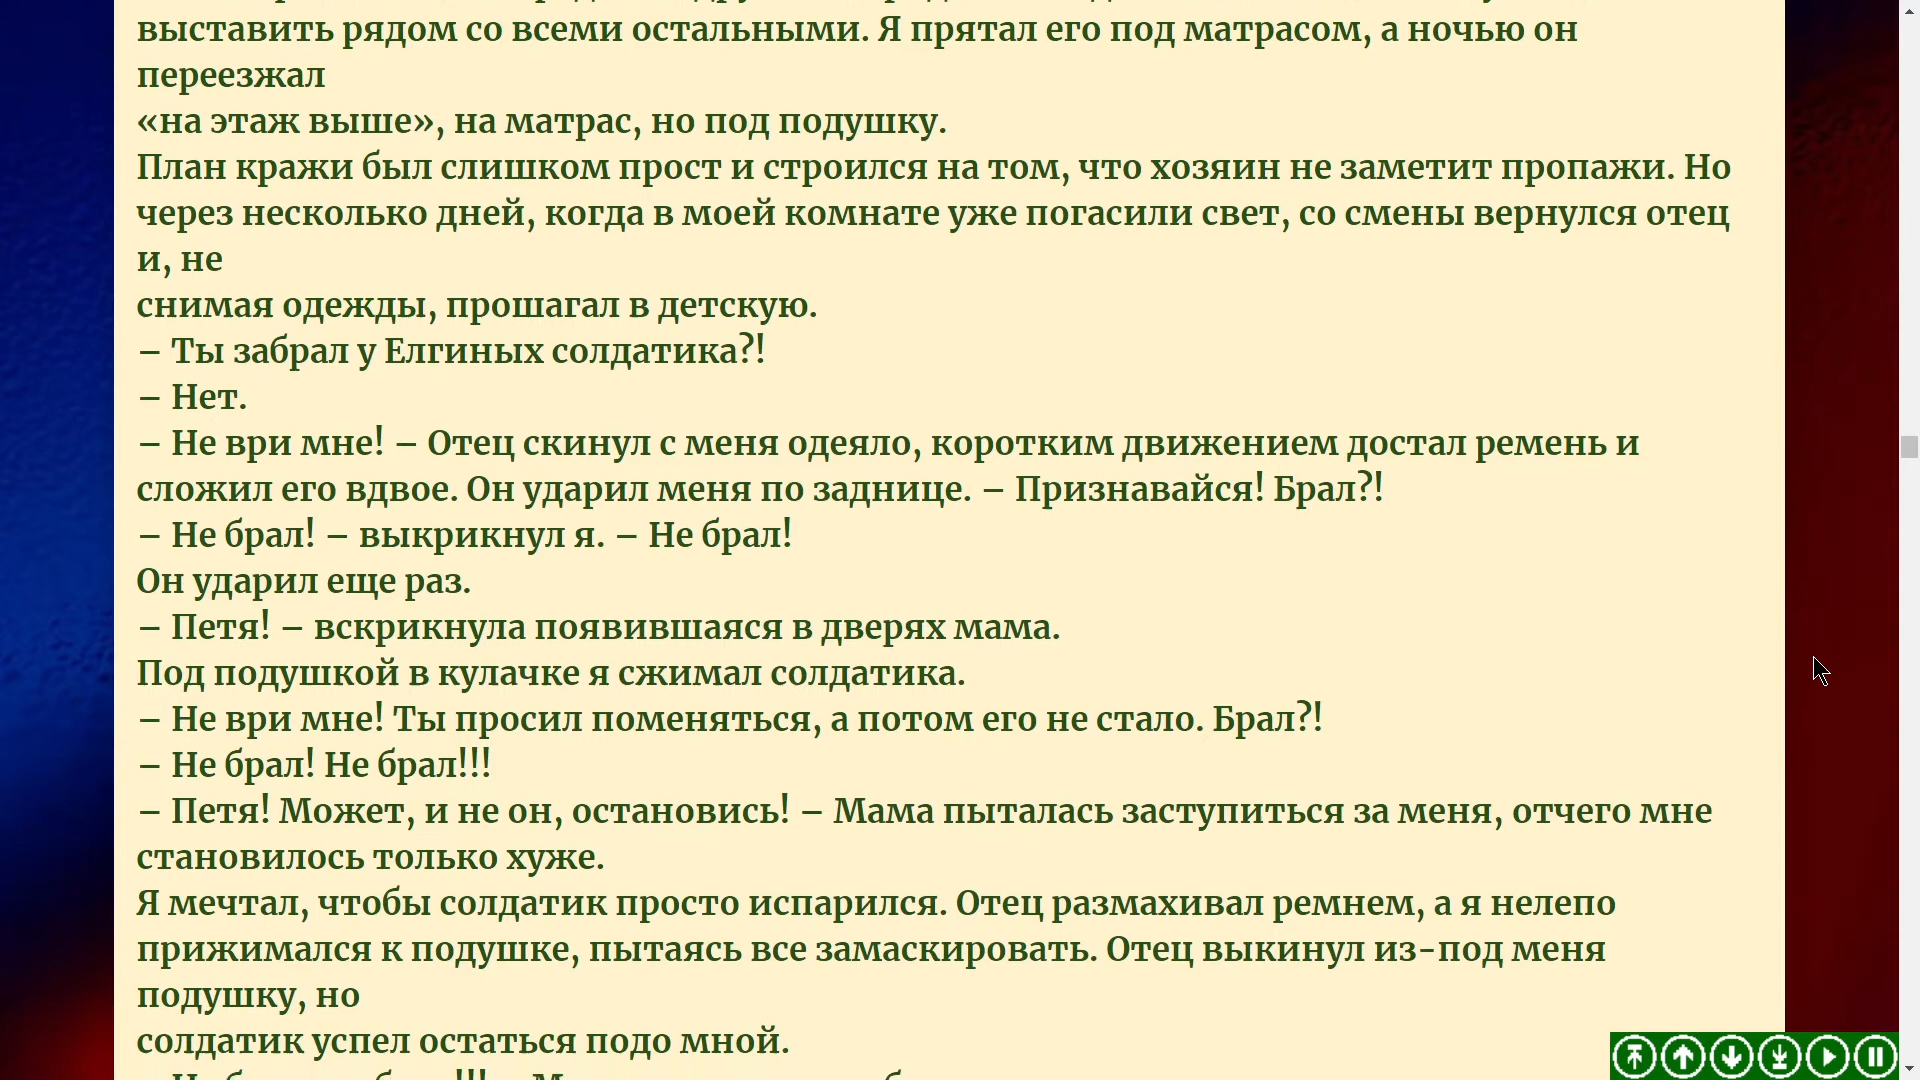 выставить рядом со всеми остальными. Я прятал его под матрасом, а ночью он
переезжал
«на этаж выше», на матрас, но под подушку.
План кражи был слишком прост и строился на том, что хозяин не заметит пропажи. Но
через несколько дней, когда в моей комнате уже погасили свет, со смены вернулся отец
и, не
снимая одежды, прошагал в детскую.
– Ты забрал у Елгиных солдатика?!
– Нет.
– Не ври мне! – Отец скинул с меня одеяло, коротким движением достал ремень и
сложил его вдвое. Он ударил меня по заднице. – Признавайся! Брал?!
– Не брал! – выкрикнул я. – Не брал!
Он ударил еще раз.
– Петя! – вскрикнула появившаяся в дверях мама.
Под подушкой в кулачке я сжимал солдатика.
– Не ври мне! Ты просил поменяться, а потом его не стало. Брал?!
– Не брал! Не брал!!!
– Петя! Может, и не он, остановись! – Мама пыталась заступиться за меня, отчего мне
становилось только хуже.
Я мечтал, чтобы солдатик просто испарился. Отец размахивал ремнем, а я нелепо
прижимался к подушке, пытаясь все замаскировать. Отец выкинул из-под меня
подушку, но
солдатик успел остаться подо мной.